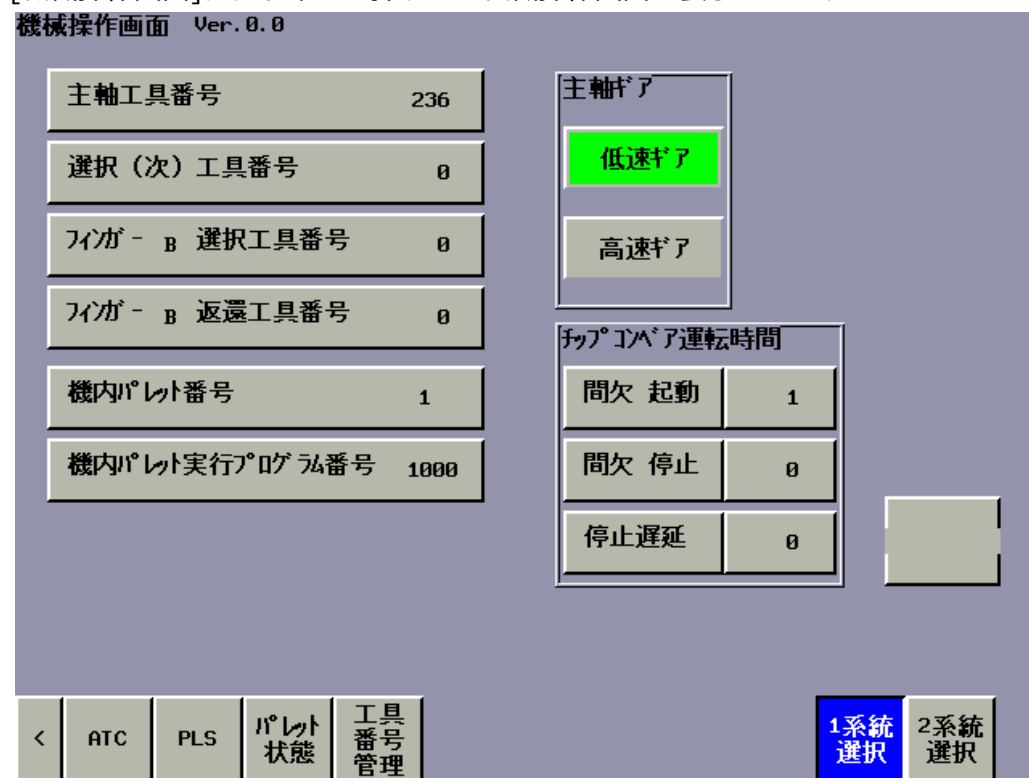 機械操作画面 Ver.0.0
主軸工具番号 236
選択（次）工具番号 0
ﾌｨﾝｶﾞｰ B 選択工具番号 0
ﾌｨﾝｶﾞｰ B 返還工具番号 0
機内ﾊﾟﾚｯﾄ番号 1
機内ﾊﾟﾚｯﾄ実行ﾌﾟﾛｸﾞﾗﾑ番号 1000
主軸ｷﾞｱ
低速ｷﾞｱ
高速ｷﾞｱ
ﾁｯﾌﾟｺﾝﾍﾞｱ運転時間
間欠 起動 1
間欠 停止 0
停止遅延 0
<
ATC
PLS
ﾊﾟﾚｯﾄ
状態
工具
番号
管理
1系統
選択
2系統
選択